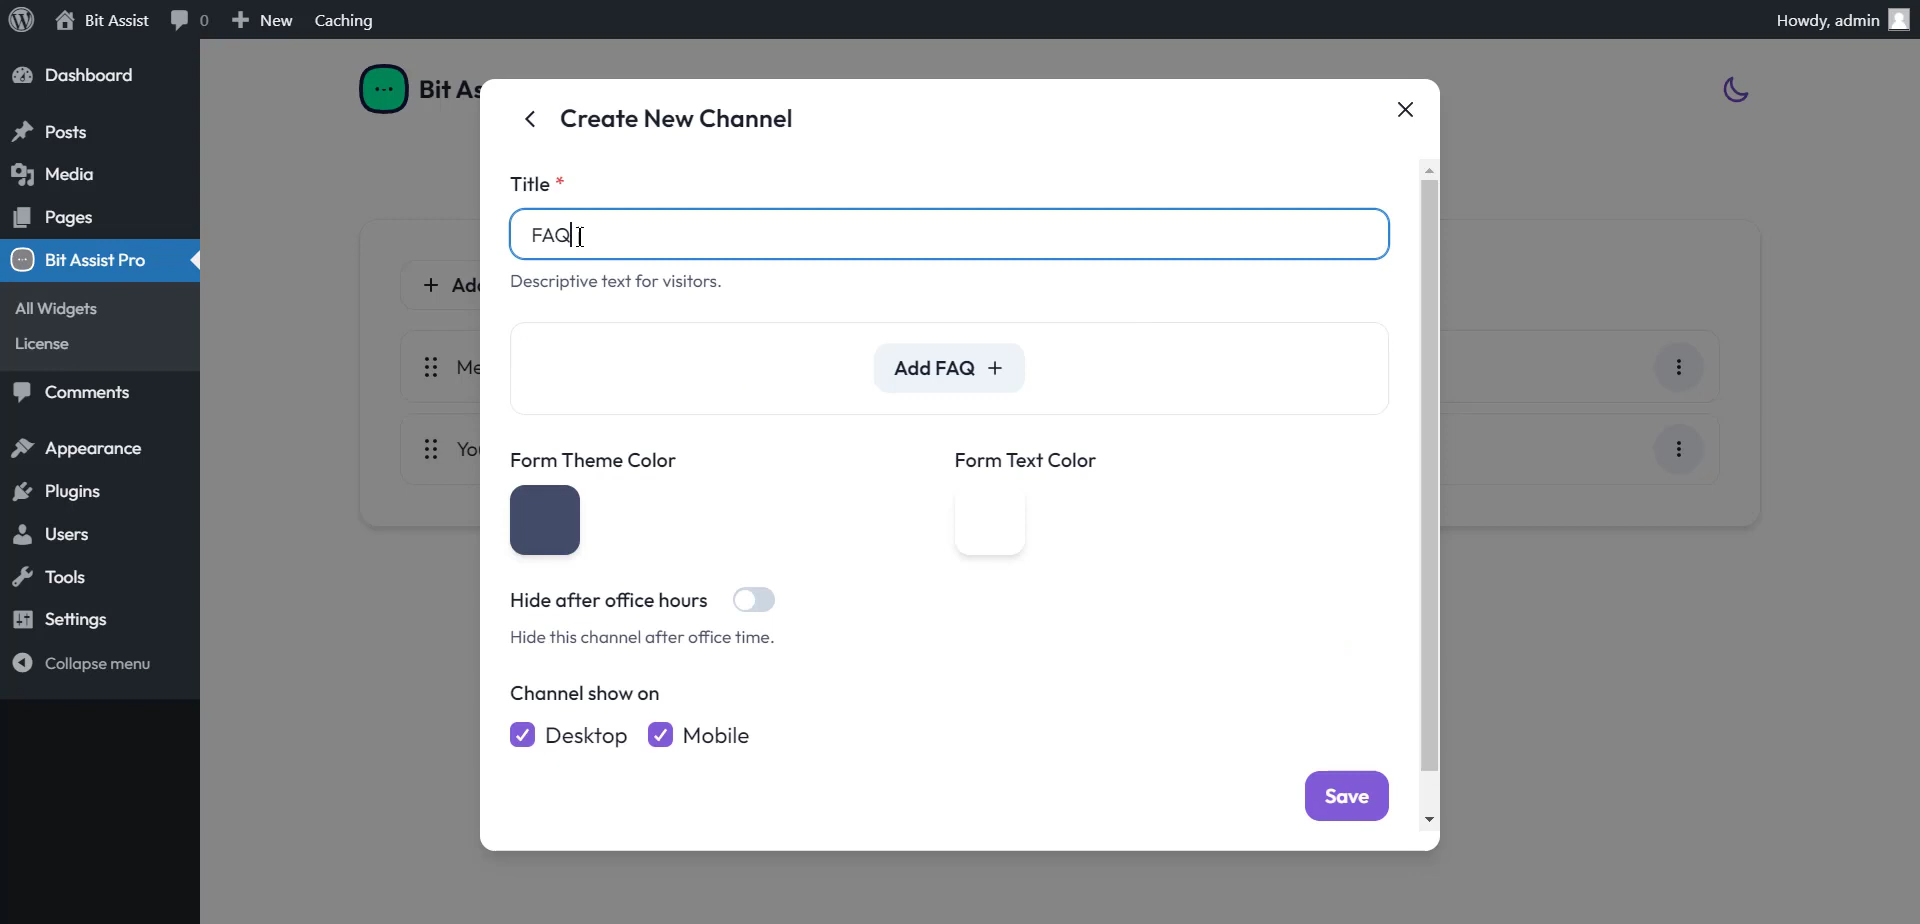 Bit Assist
0
New
Caching
Howdy, admin
Dashboard
Posts
Media
Pages
Bit Assist Pro
All Widgets
License
Comments
Appearance
Plugins
Users
Tools
Settings
Collapse menu
Bit As
+ Add
Me
You
Create New Channel
Title *
FAQ
Descriptive text for visitors.
Add FAQ +
Form Theme Color
Form Text Color
Hide after office hours
Hide this channel after office time.
Channel show on
Desktop
Mobile
Save